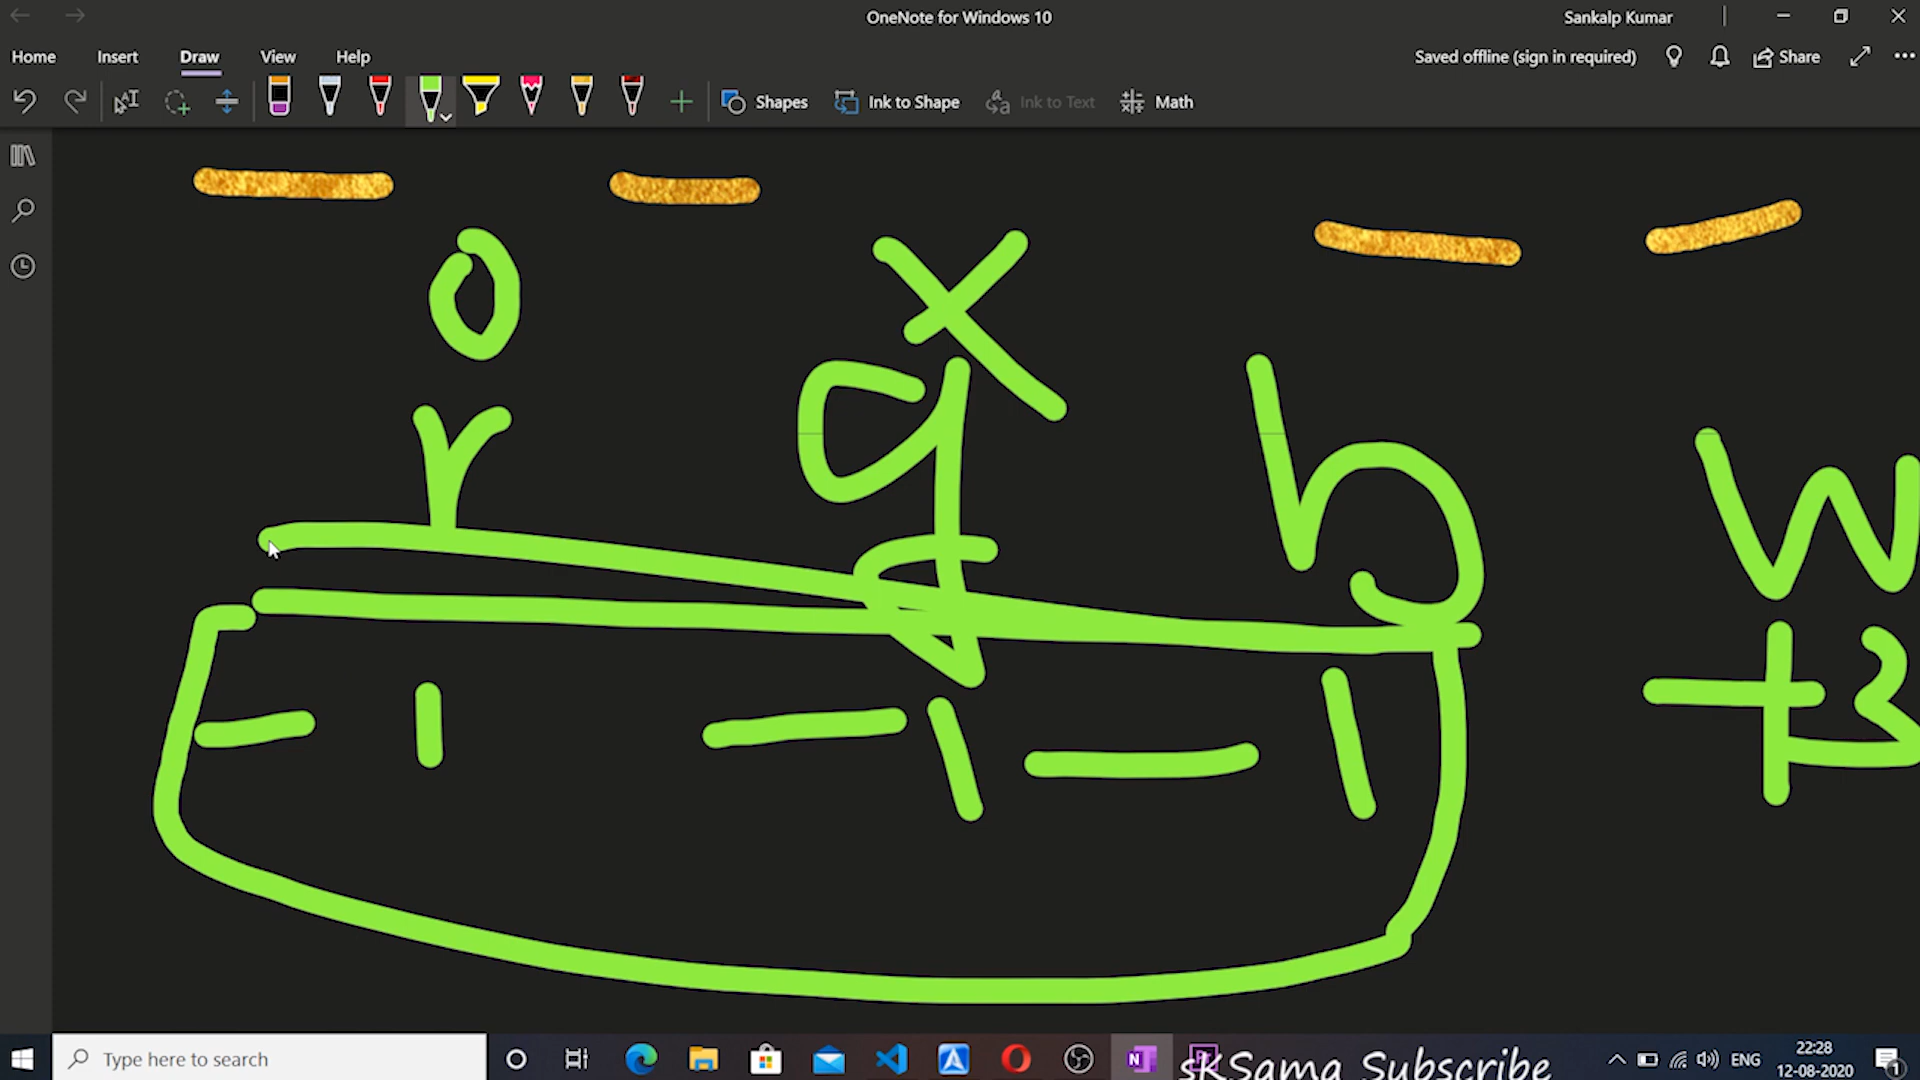 OneNote for Windows 10
Sankalp Kumar
Home Insert Draw View Help
Saved offline (sign in required) Share
Shapes Ink to Shape Ink to Text Math
o x
r q h w
+3
-1 -1 -1
Type here to search
sKSama Subscribe
ENG
22:28
12-08-2020
1